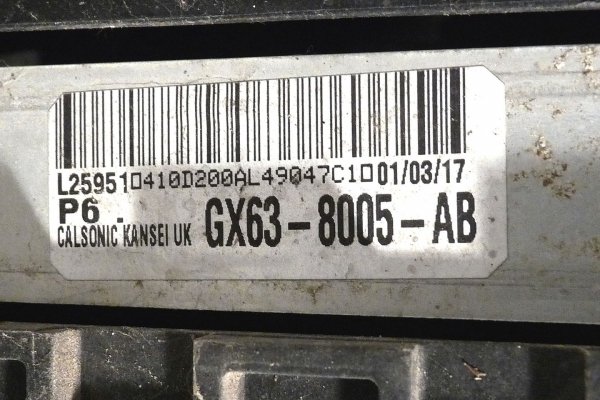 L25951□410D200AL49047C1□01/03/17
P6 .
CALSONIC KANSEI UK GX63-8005-AB